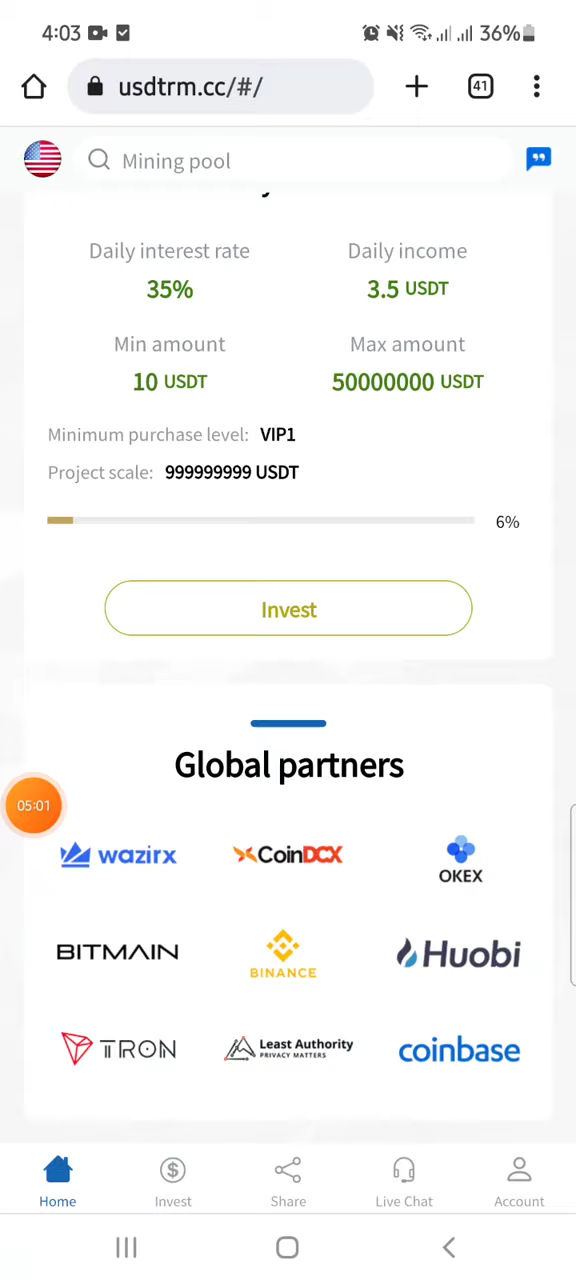 4:03 36%
usdtrm.cc/#/ 41
Mining pool
Daily interest rate Daily income
35% 3.5 USDT
Min amount Max amount
10 USDT 50000000 USDT
Minimum purchase level: VIP1
Project scale: 999999999 USDT
6%
Invest
Global partners
05:01
wazirx CoinDCX OKEX
BITMAIN BINANCE Huobi
TRON Least Authority PRIVACY MATTERS coinbase
Home Invest Share Live Chat Account